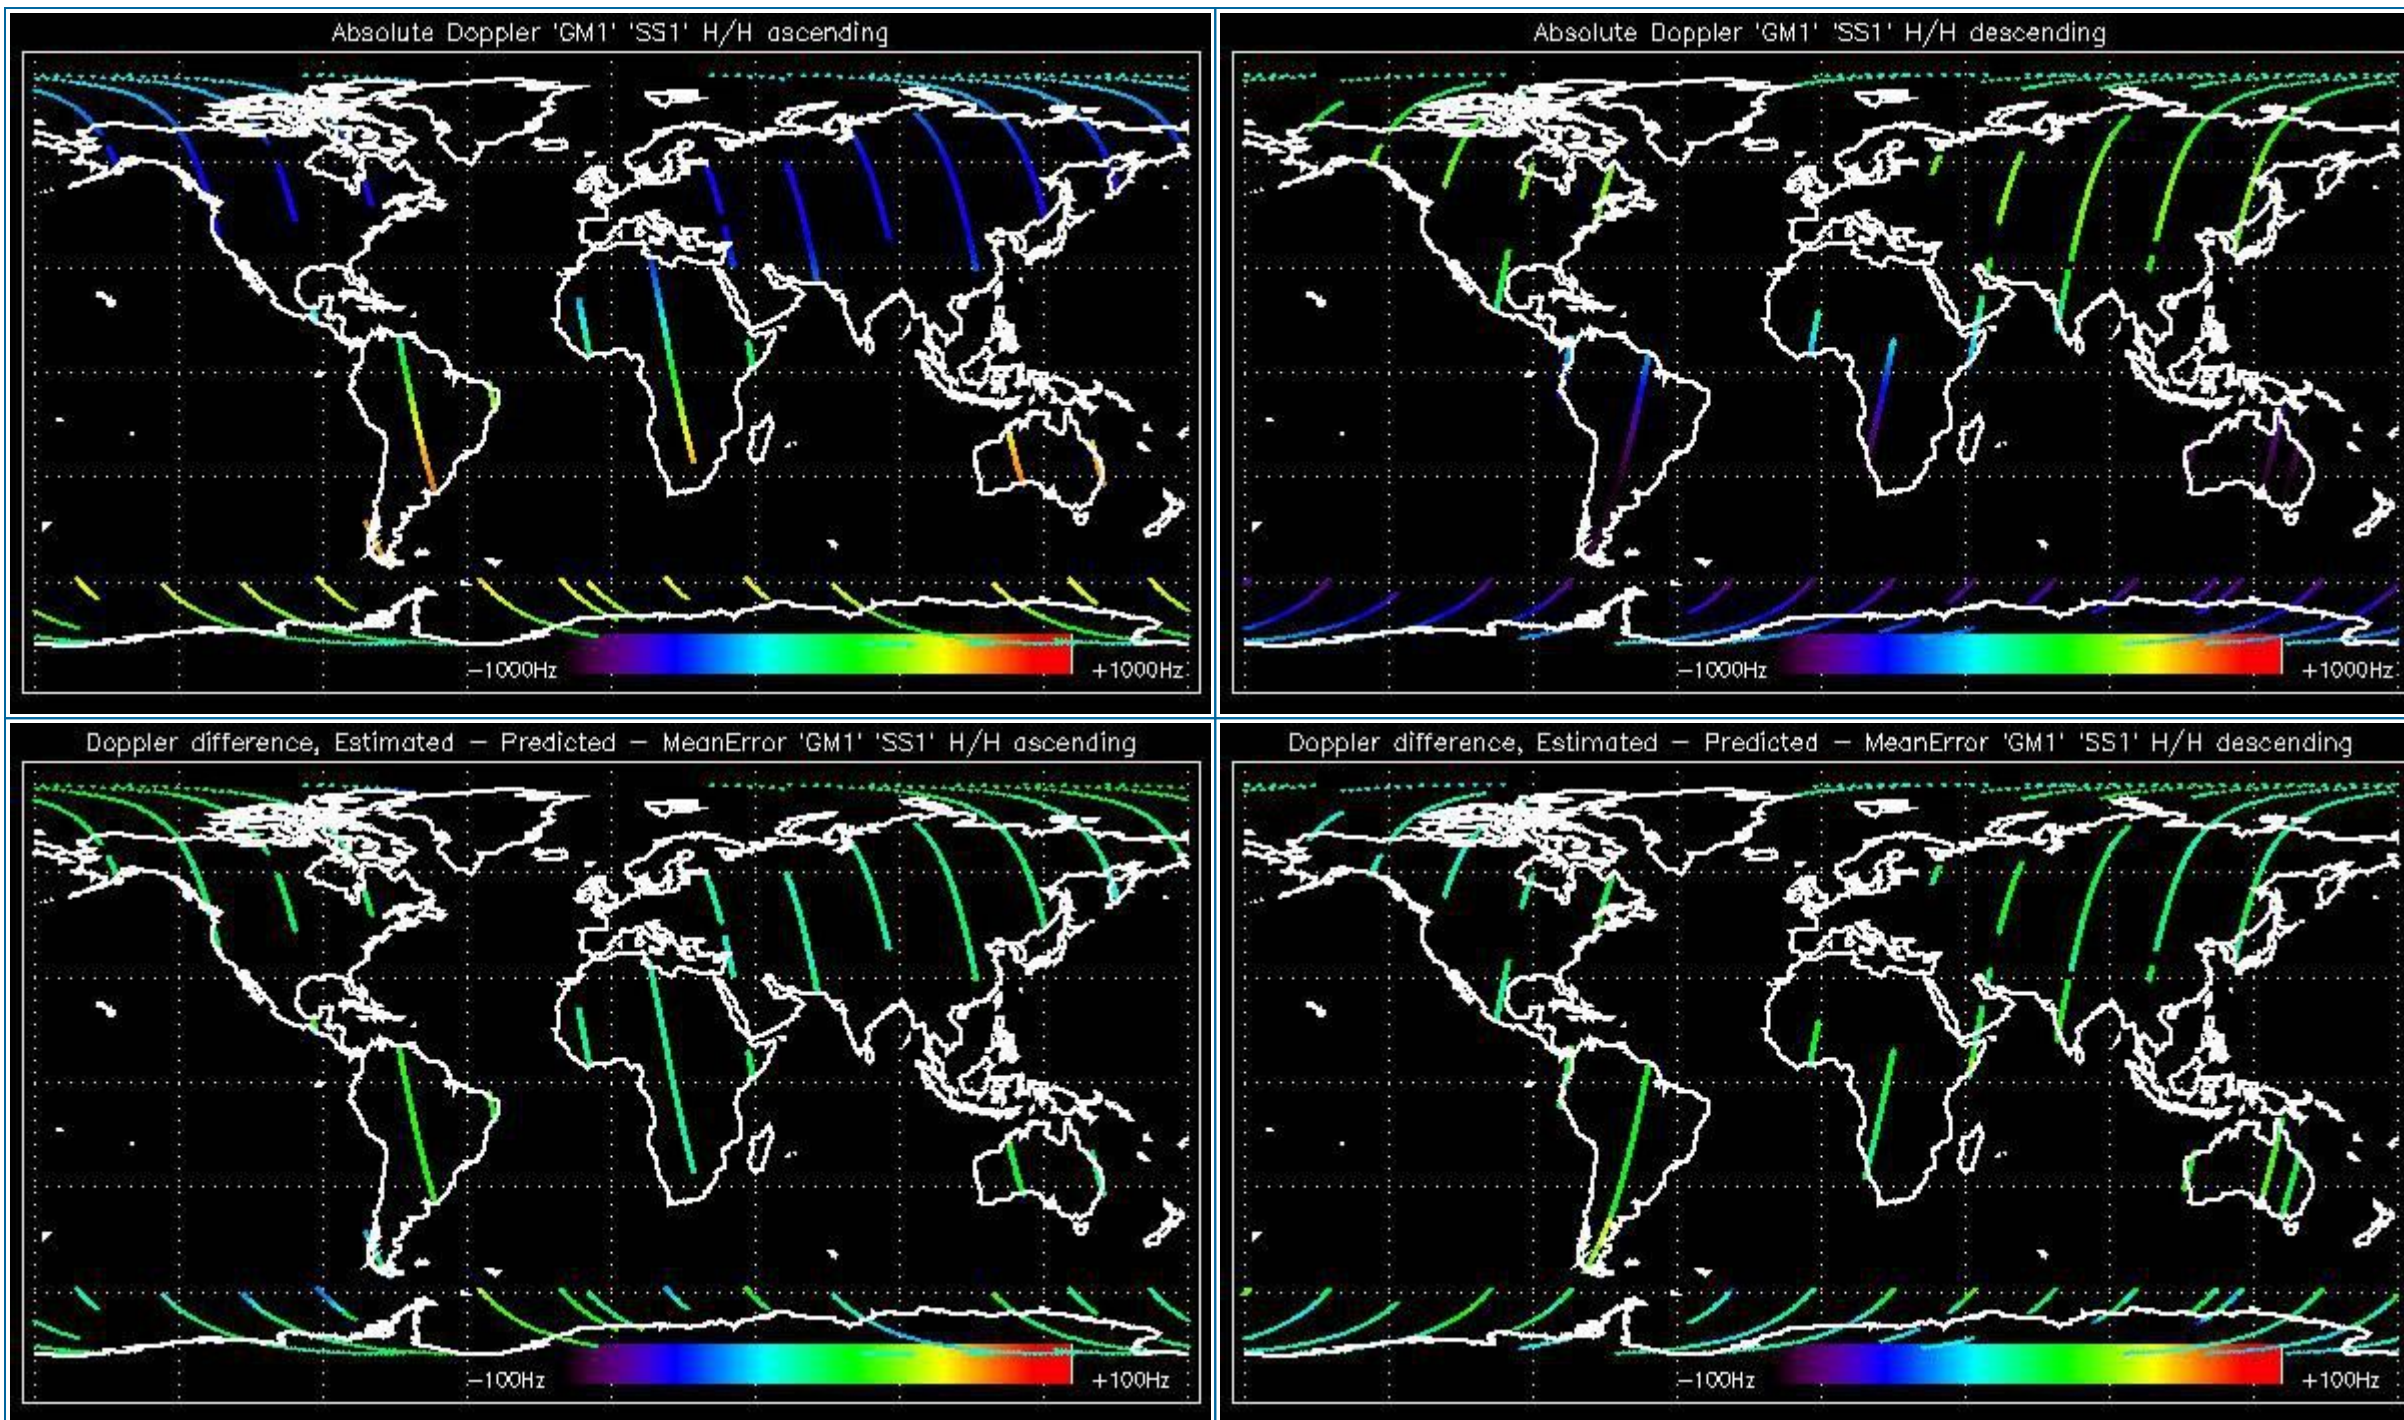 Absolute Doppler 'GM1' 'SS1' H/H ascending
−1000Hz
+1000Hz
Absolute Doppler 'GM1' 'SS1' H/H descending
−1000Hz
+1000Hz
Doppler difference, Estimated − Predicted − MeanError 'GM1' 'SS1' H/H ascending
−100Hz
+100Hz
Doppler difference, Estimated − Predicted − MeanError 'GM1' 'SS1' H/H descending
−100Hz
+100Hz